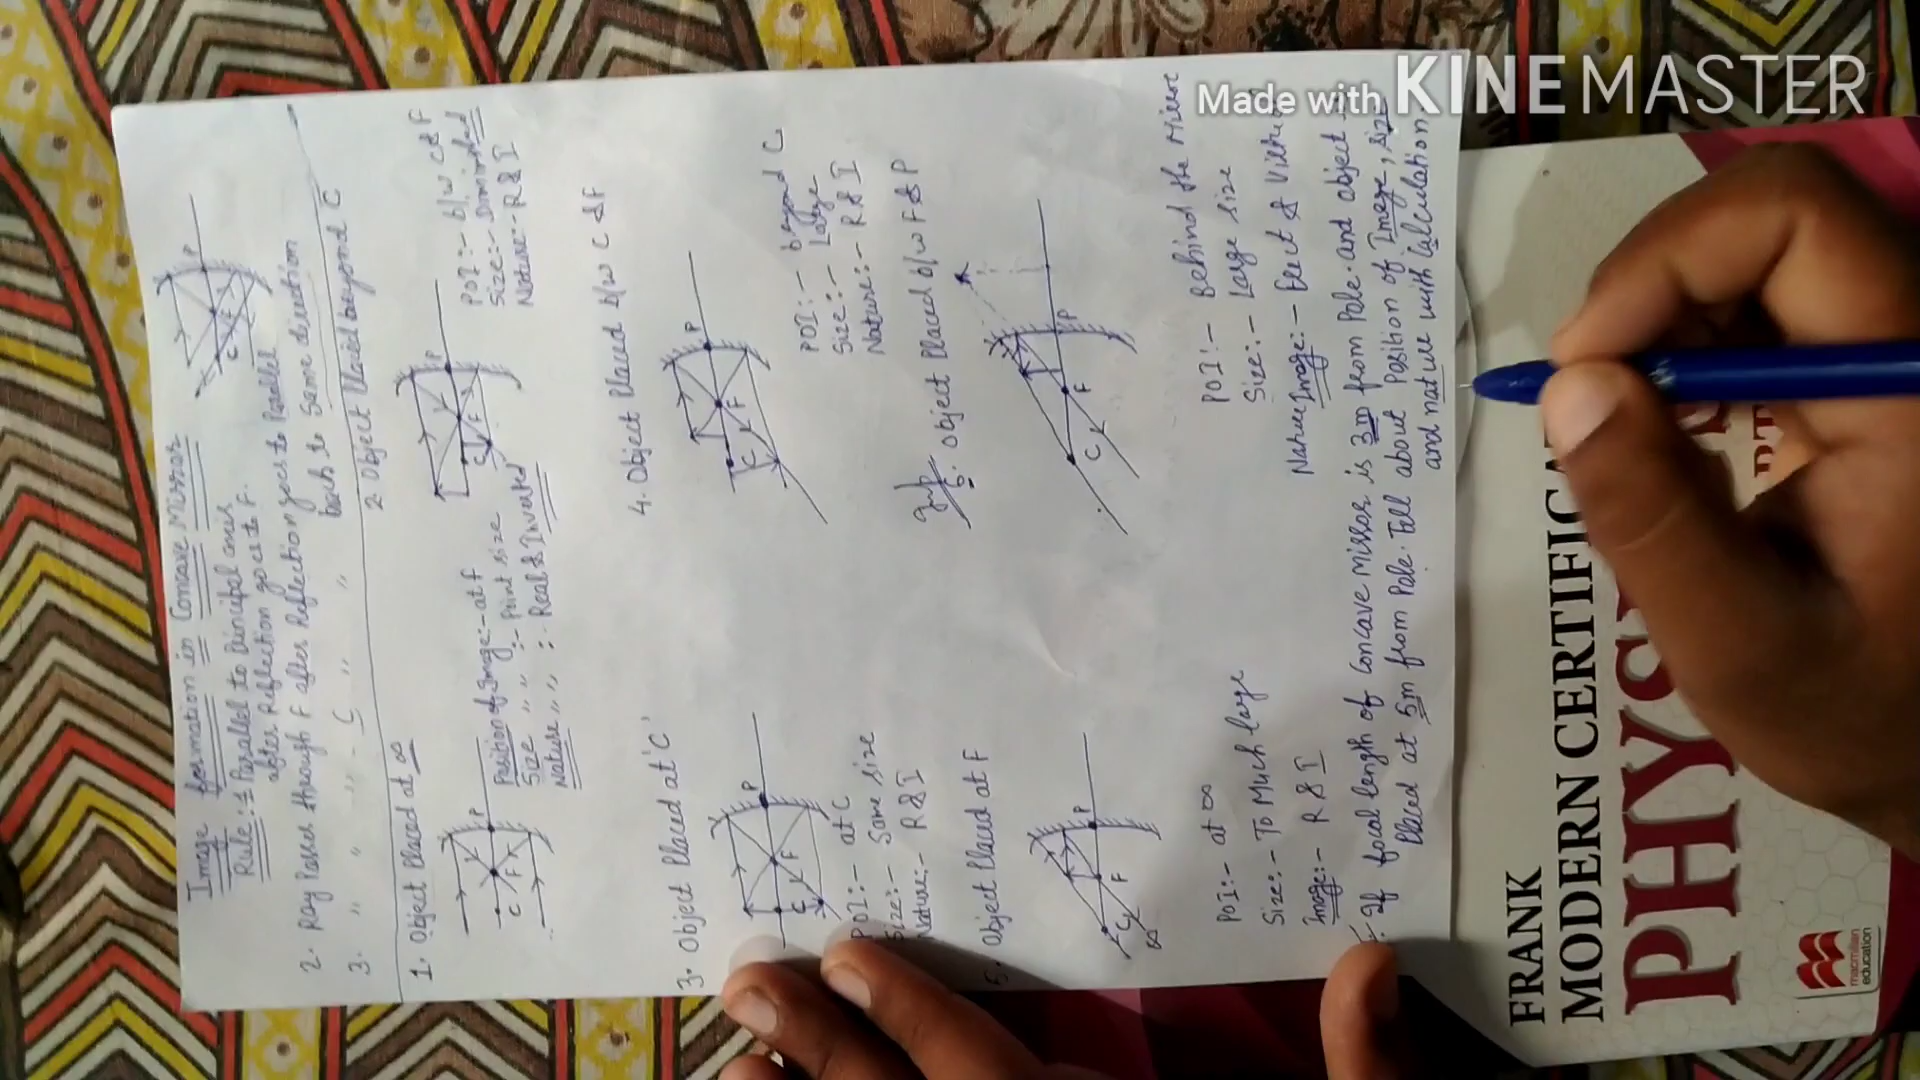 Made with KINEMASTER
Image formation in Concave Mirror
Rule:- 1 Parallel to Principal axis
after Reflection goes to F.
2. Ray Passes through F after Reflection goes to Parallel
3. " " " - C " " " back to Same direction
1. Object Placed at ∞
C F P
Position of Image:- at F
Size " " :- Point size
Nature " " :- Real & Inverted
2. Object Placed beyond C
C F P
POI:- b/w C & F
Size:- Diminished
Nature:- R & I
3. Object Placed at 'C'
C F P
POI:- at C
Size:- Same size
Nature:- R & I
4. Object Placed b/w C & F
C F P
POI:- beyond C
Size:- Large
Nature:- R & I
5. Object Placed at F
C F P
∞
POI:- at ∞
Size:- To Much large
Image:- R & I
6. Object Placed b/w F & P
C F P
POI:- Behind the Mirror
Size:- Large size
Nature Image:- Erect &
If focal length of Concave Mirror is 3m from Pole and object is
Placed at 5m from Pole. Tell about Position of Image, size
and nature with Calculation.
FRANK
MODERN CERTIFICA
PHYS
macmillan
education